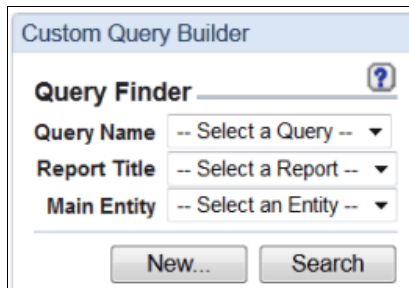 Custom Query Builder
?
Query Finder
Query Name -- Select a Query --
Report Title -- Select a Report --
Main Entity -- Select an Entity --
New... Search